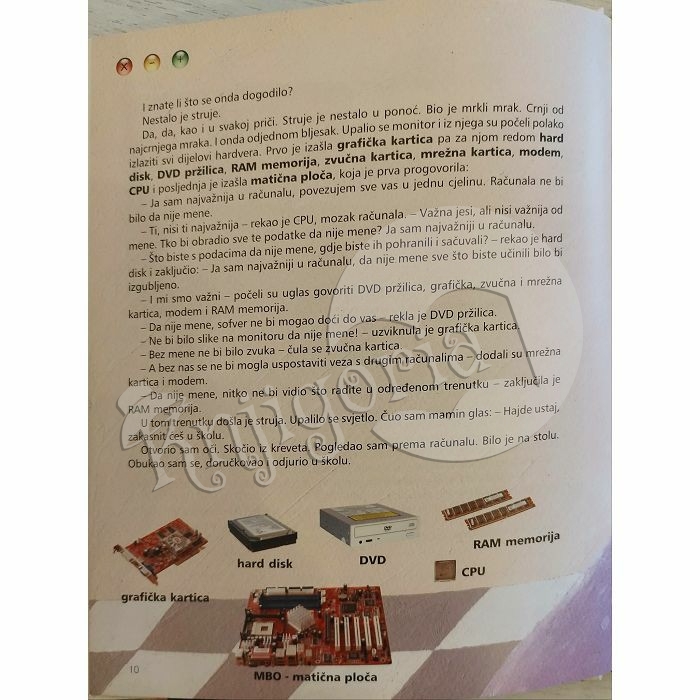 × - +
I znate li što se onda dogodilo?
Nestalo je struje.
Da, da, kao i u svakoj priči. Struje je nestalo u ponoć. Bio je mrkli mrak. Crnji od
najcrnjega mraka. I onda odjednom bljesak. Upalio se monitor i iz njega su počeli polako
izlaziti svi dijelovi hardvera. Prvo je izašla grafička kartica pa za njom redom hard
disk, DVD pržilica, RAM memorija, zvučna kartica, mrežna kartica, modem,
CPU i posljednja je izašla matična ploča, koja je prva progovorila:
– Ja sam najvažnija u računalu, povezujem sve vas u jednu cjelinu. Računala ne bi
bilo da nije mene.
– Ti, nisi ti najvažnija – rekao je CPU, mozak računala. – Važna jesi, ali nisi važnija od
mene. Tko bi obradio sve te podatke da nije mene? Ja sam najvažniji u računalu.
– Što biste s podacima da nije mene, gdje biste ih pohranili i sačuvali? – rekao je hard
disk i zaključio: – Ja sam najvažniji u računalu, da nije mene sve što biste učinili bilo bi
izgubljeno.
– I mi smo važni – počeli su uglas govoriti DVD pržilica, grafička, zvučna i mrežna
kartica, modem i RAM memorija.
– Da nije mene, sofver ne bi mogao doći do vas – rekla je DVD pržilica.
– Ne bi bilo slike na monitoru da nije mene! – uzviknula je grafička kartica.
– Bez mene ne bi bilo zvuka – čula se zvučna kartica.
– A bez nas se ne bi mogla uspostaviti veza s drugim računalima – dodali su mrežna
kartica i modem.
– Da nije mene, nitko ne bi vidio što radite u određenom trenutku – zaključila je
RAM memorija.
U tom trenutku došla je struja. Upalilo se svjetlo. Čuo sam mamin glas: – Hajde ustaj,
zakasnit ćeš u školu.
Otvorio sam oči. Skočio iz kreveta. Pogledao sam prema računalu. Bilo je na stolu.
Obukao sam se, doručkovao i odjurio u školu.
Knjigoria
grafička kartica
hard disk
DVD
RAM memorija
CPU
MBO - matična ploča
10